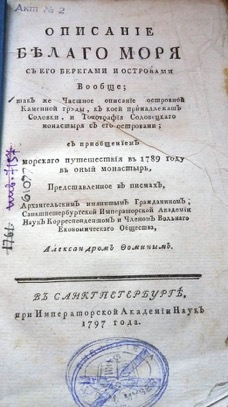 Акт № 2
ОПИСАНІЕ
БѢЛАГО МОРЯ
СЪ ЕГО БЕРЕГАМИ И ОСТРОВАМИ
Вообще;
такъ же Частное описаніе островной
Каменной гряды, къ коей принадлежатъ
Соловки, и Топографія Соловецкаго
монастыря съ его островами;
съ пріобщеніемъ
морскаго путешествія въ 1789 году
въ оный монастырь,
Представленное въ письмахъ,
Архангельскимъ имянитымъ Гражданиномъ,
Санктпетербургской Императорской Академіи
Наукъ Корреспондентомъ и Членомъ Вольнаго
Економическаго Общества,
Александромъ Ѳоминымъ.
ВЪ САНКТПЕТЕРБУРГѢ,
при Императорской Академіи Наукъ
1797 года.